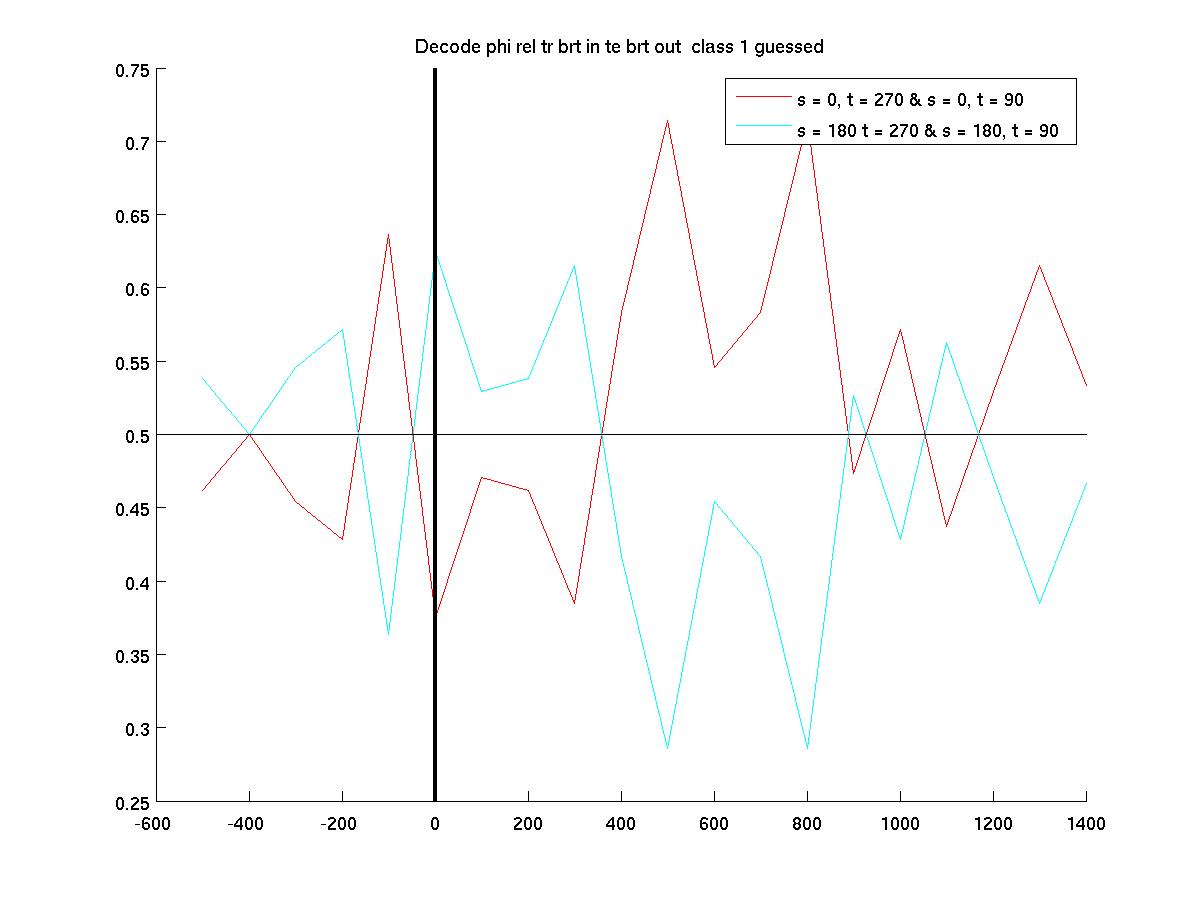 Decode phi rel tr brt in te brt out  class 1 guessed
0.75
s = 0, t = 270 & s = 0, t = 90
s = 180 t = 270 & s = 180, t = 90
0.7
0.65
0.6
0.55
0.5
0.45
0.4
0.35
0.3
0.25
-600 -400 -200 0 200 400 600 800 1000 1200 1400